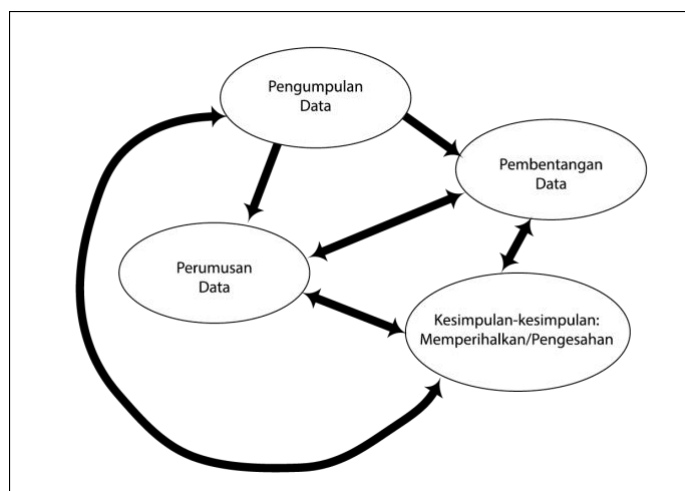 Pengumpulan
Data
Pembentangan
Data
Perumusan
Data
Kesimpulan-kesimpulan:
Memperihalkan/Pengesahan